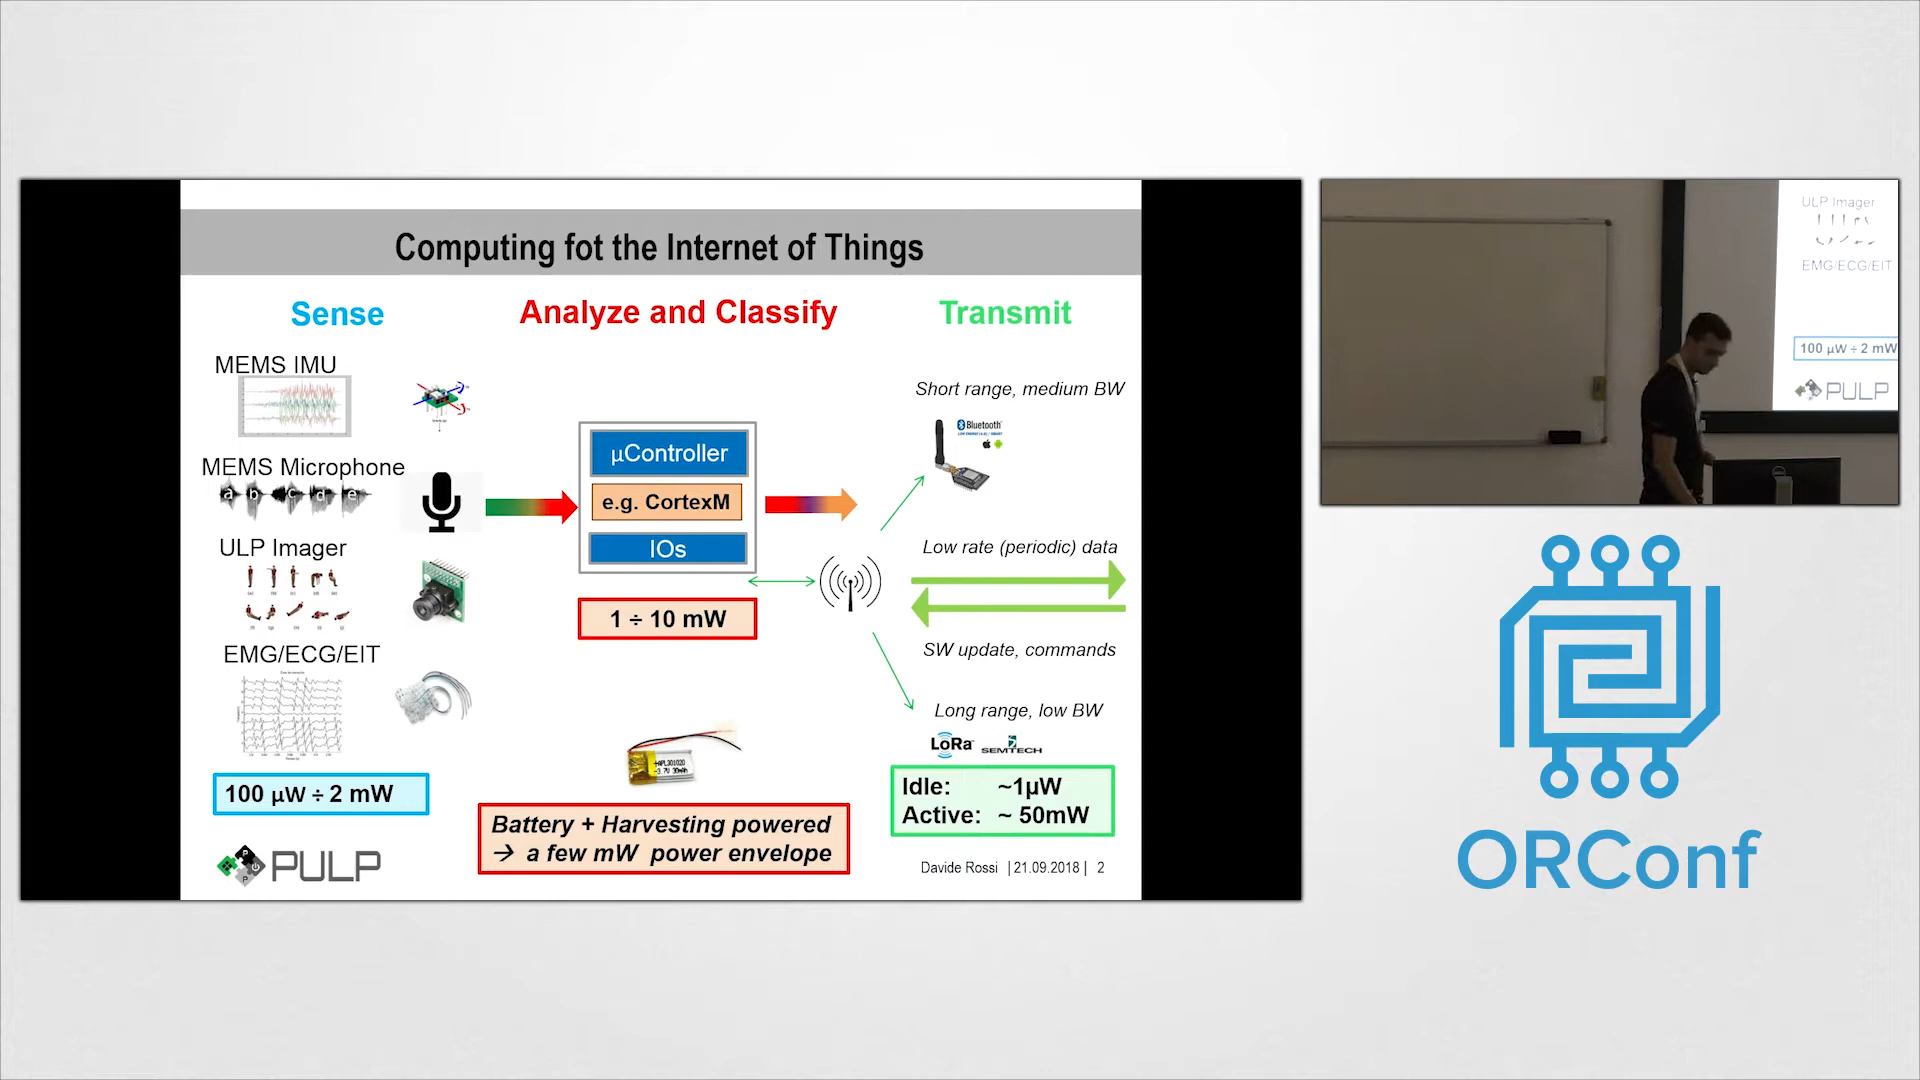 Computing fot the Internet of Things
Sense
Analyze and Classify
Transmit
MEMS IMU
MEMS Microphone
a b c d e
ULP Imager
EMG/ECG/EIT
100 µW ÷ 2 mW
PULP
µController
e.g. CortexM
IOs
1 ÷ 10 mW
Battery + Harvesting powered
→ a few mW power envelope
Short range, medium BW
Bluetooth
Low rate (periodic) data
SW update, commands
Long range, low BW
LoRa
SEMTECH
Idle: ~1µW
Active: ~ 50mW
Davide Rossi | 21.09.2018 | 2
ULP Imager
EMG/ECG/EIT
100 µW ÷ 2 mW
PULP
ORConf